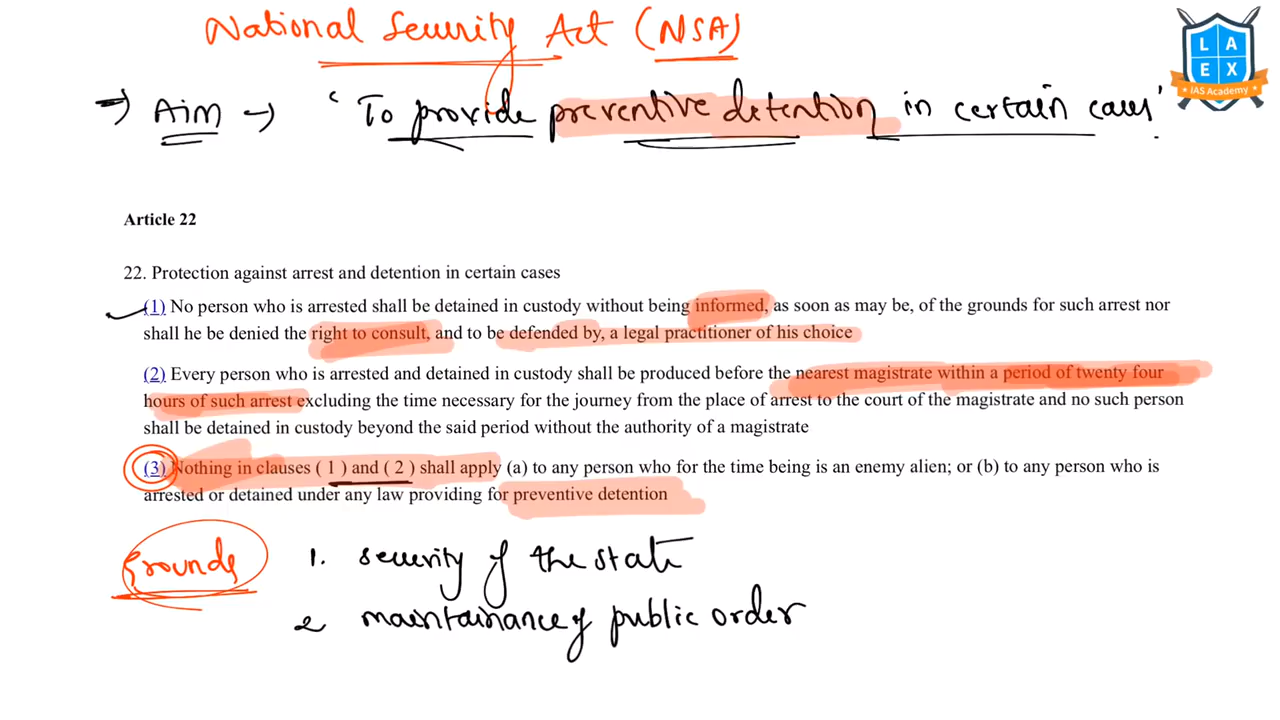 National Security Act (NSA)
L A
E X
IAS Academy
→ Aim → ‘To provide preventive detention in certain cases’
Article 22
22. Protection against arrest and detention in certain cases
(1) No person who is arrested shall be detained in custody without being informed, as soon as may be, of the grounds for such arrest nor
shall he be denied the right to consult, and to be defended by, a legal practitioner of his choice
(2) Every person who is arrested and detained in custody shall be produced before the nearest magistrate within a period of twenty four
hours of such arrest excluding the time necessary for the journey from the place of arrest to the court of the magistrate and no such person
shall be detained in custody beyond the said period without the authority of a magistrate
(3) Nothing in clauses ( 1 ) and ( 2 ) shall apply (a) to any person who for the time being is an enemy alien; or (b) to any person who is
arrested or detained under any law providing for preventive detention
Grounds 1. security of the state
2 maintainance of public order